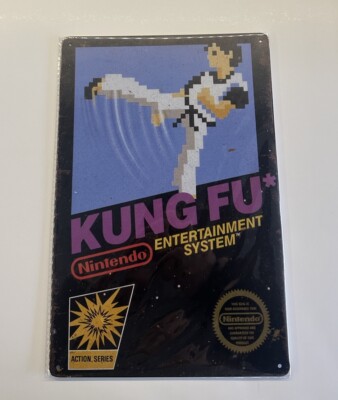 KUNG FU*
ENTERTAINMENT
SYSTEM™
Nintendo
ACTION SERIES
Nintendo